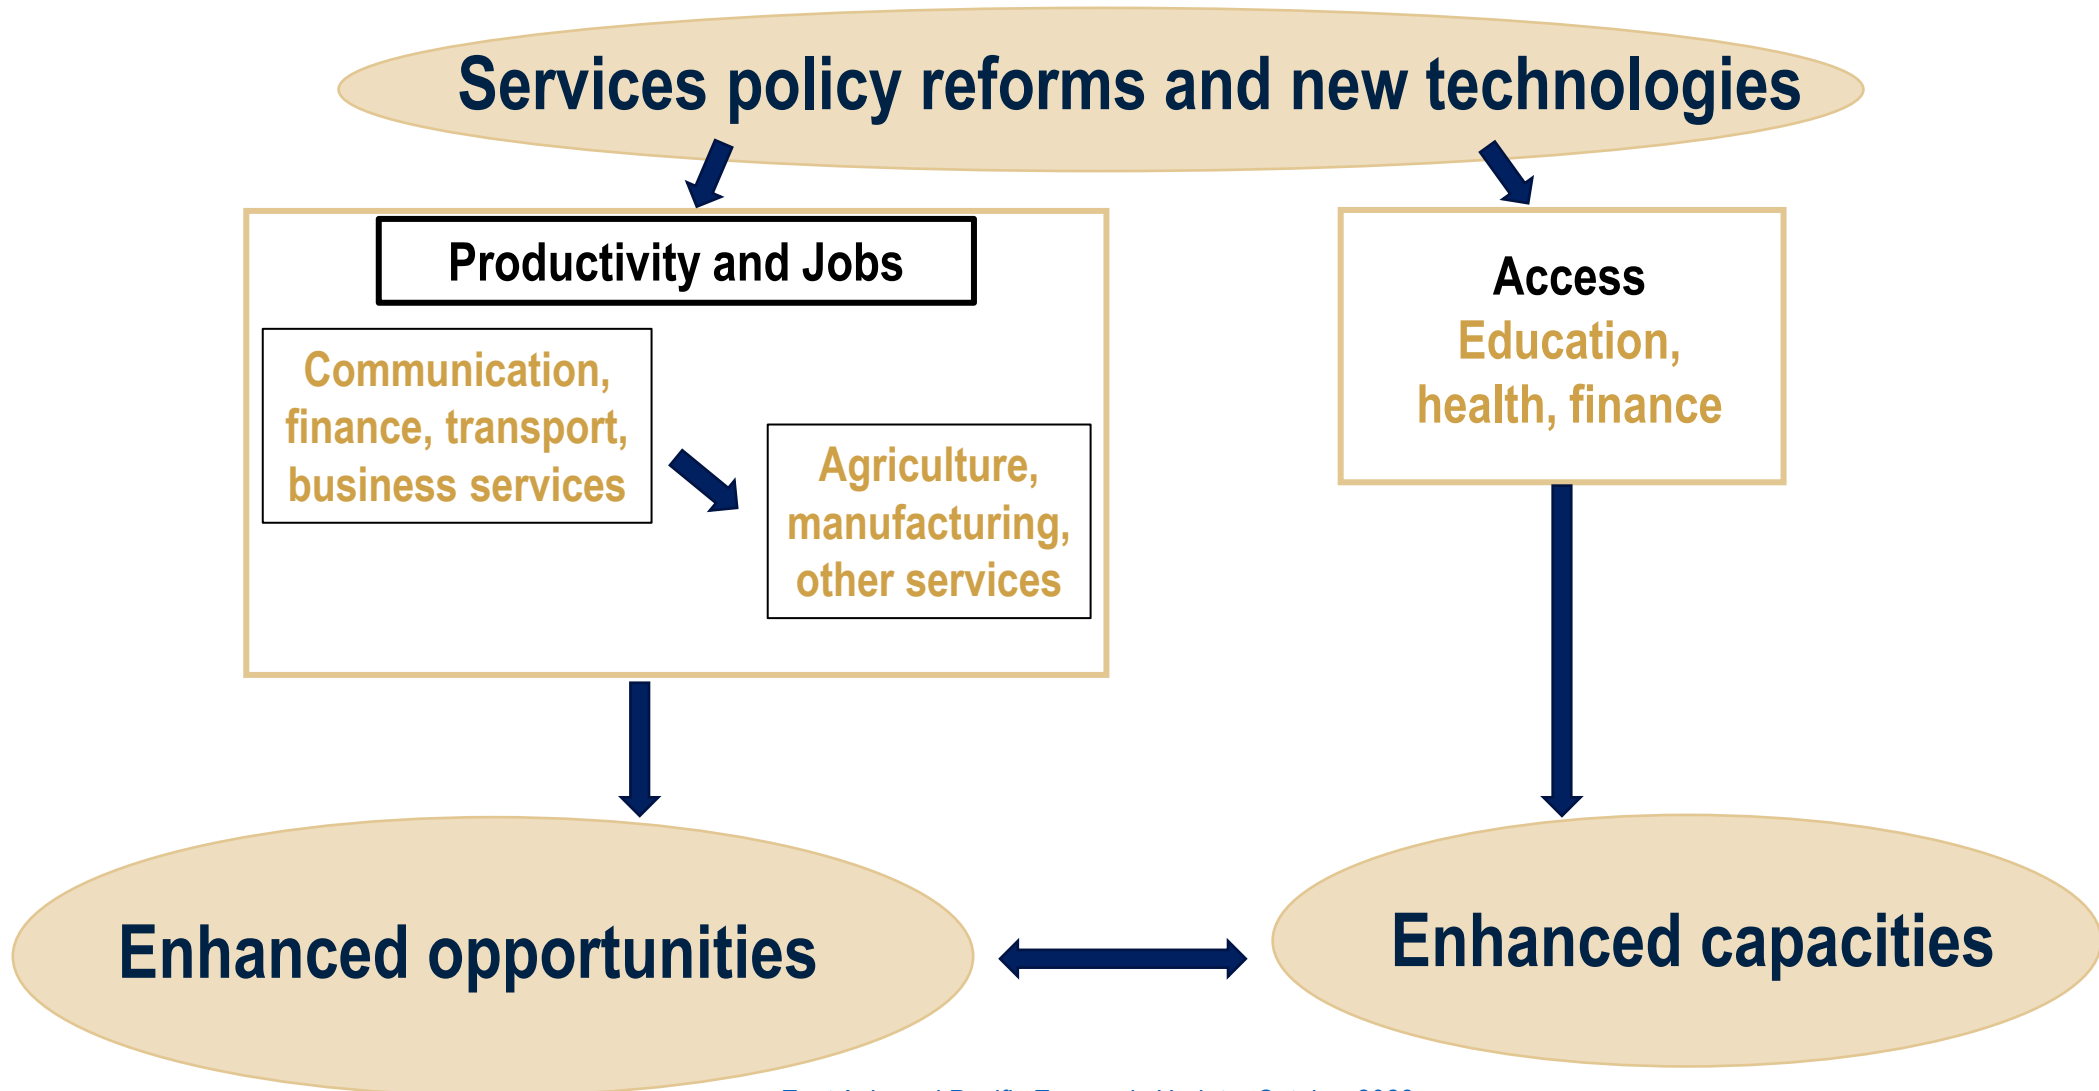 Services policy reforms and new technologies
Productivity and Jobs
Communication,
finance, transport,
business services
Agriculture,
manufacturing,
other services
Access
Education,
health, finance
Enhanced opportunities
Enhanced capacities